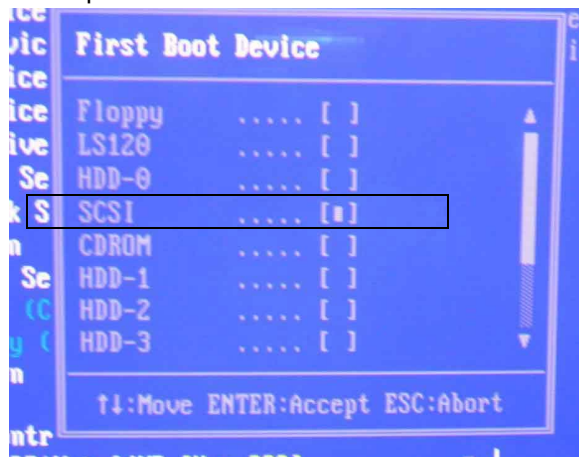 First Boot Device
Floppy ..... [ ]
LS120 ..... [ ]
HDD-0 ..... [ ]
SCSI ..... [■]
CDROM ..... [ ]
HDD-1 ..... [ ]
HDD-2 ..... [ ]
HDD-3 ..... [ ]
↑↓:Move ENTER:Accept ESC:Abort